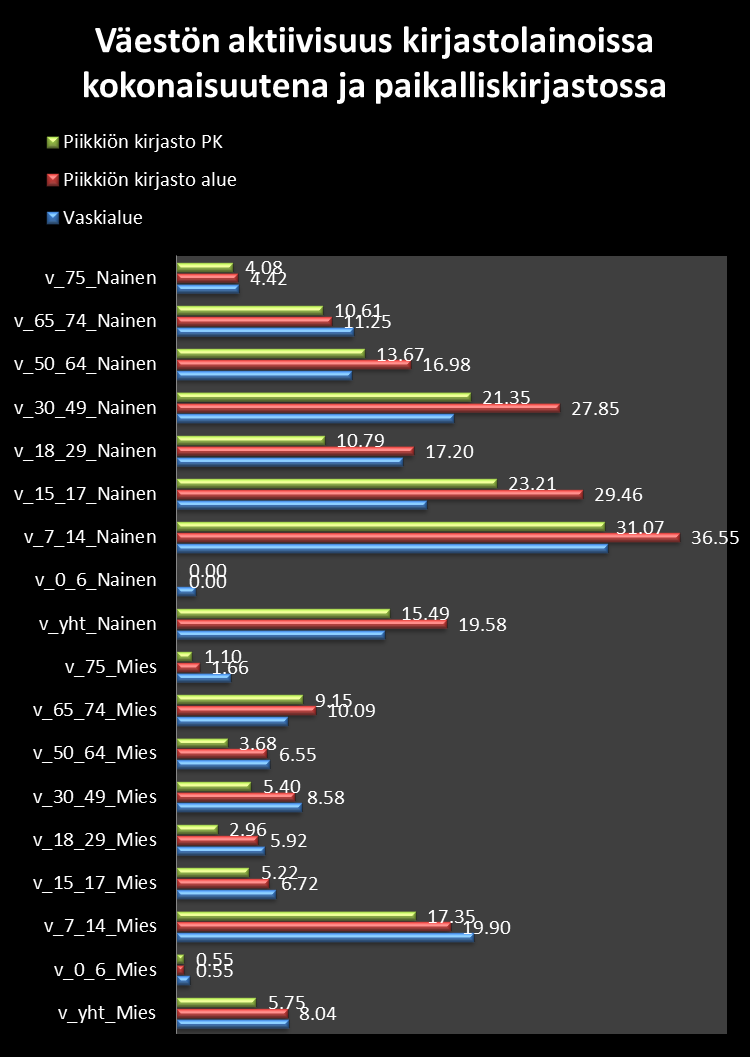 Väestön aktiivisuus kirjastolainoissa
kokonaisuutena ja paikalliskirjastossa
Piikkiön kirjasto PK
Piikkiön kirjasto alue
Vaskialue
v_75_Nainen
4.08
4.42
v_65_74_Nainen
10.61
11.25
v_50_64_Nainen
13.67
16.98
v_30_49_Nainen
21.35
27.85
v_18_29_Nainen
10.79
17.20
v_15_17_Nainen
23.21
29.46
v_7_14_Nainen
31.07
36.55
v_0_6_Nainen
0.00
0.00
v_yht_Nainen
15.49
19.58
v_75_Mies
1.10
1.66
v_65_74_Mies
9.15
10.09
v_50_64_Mies
3.68
6.55
v_30_49_Mies
5.40
8.58
v_18_29_Mies
2.96
5.92
v_15_17_Mies
5.22
6.72
v_7_14_Mies
17.35
19.90
v_0_6_Mies
0.55
0.55
v_yht_Mies
5.75
8.04